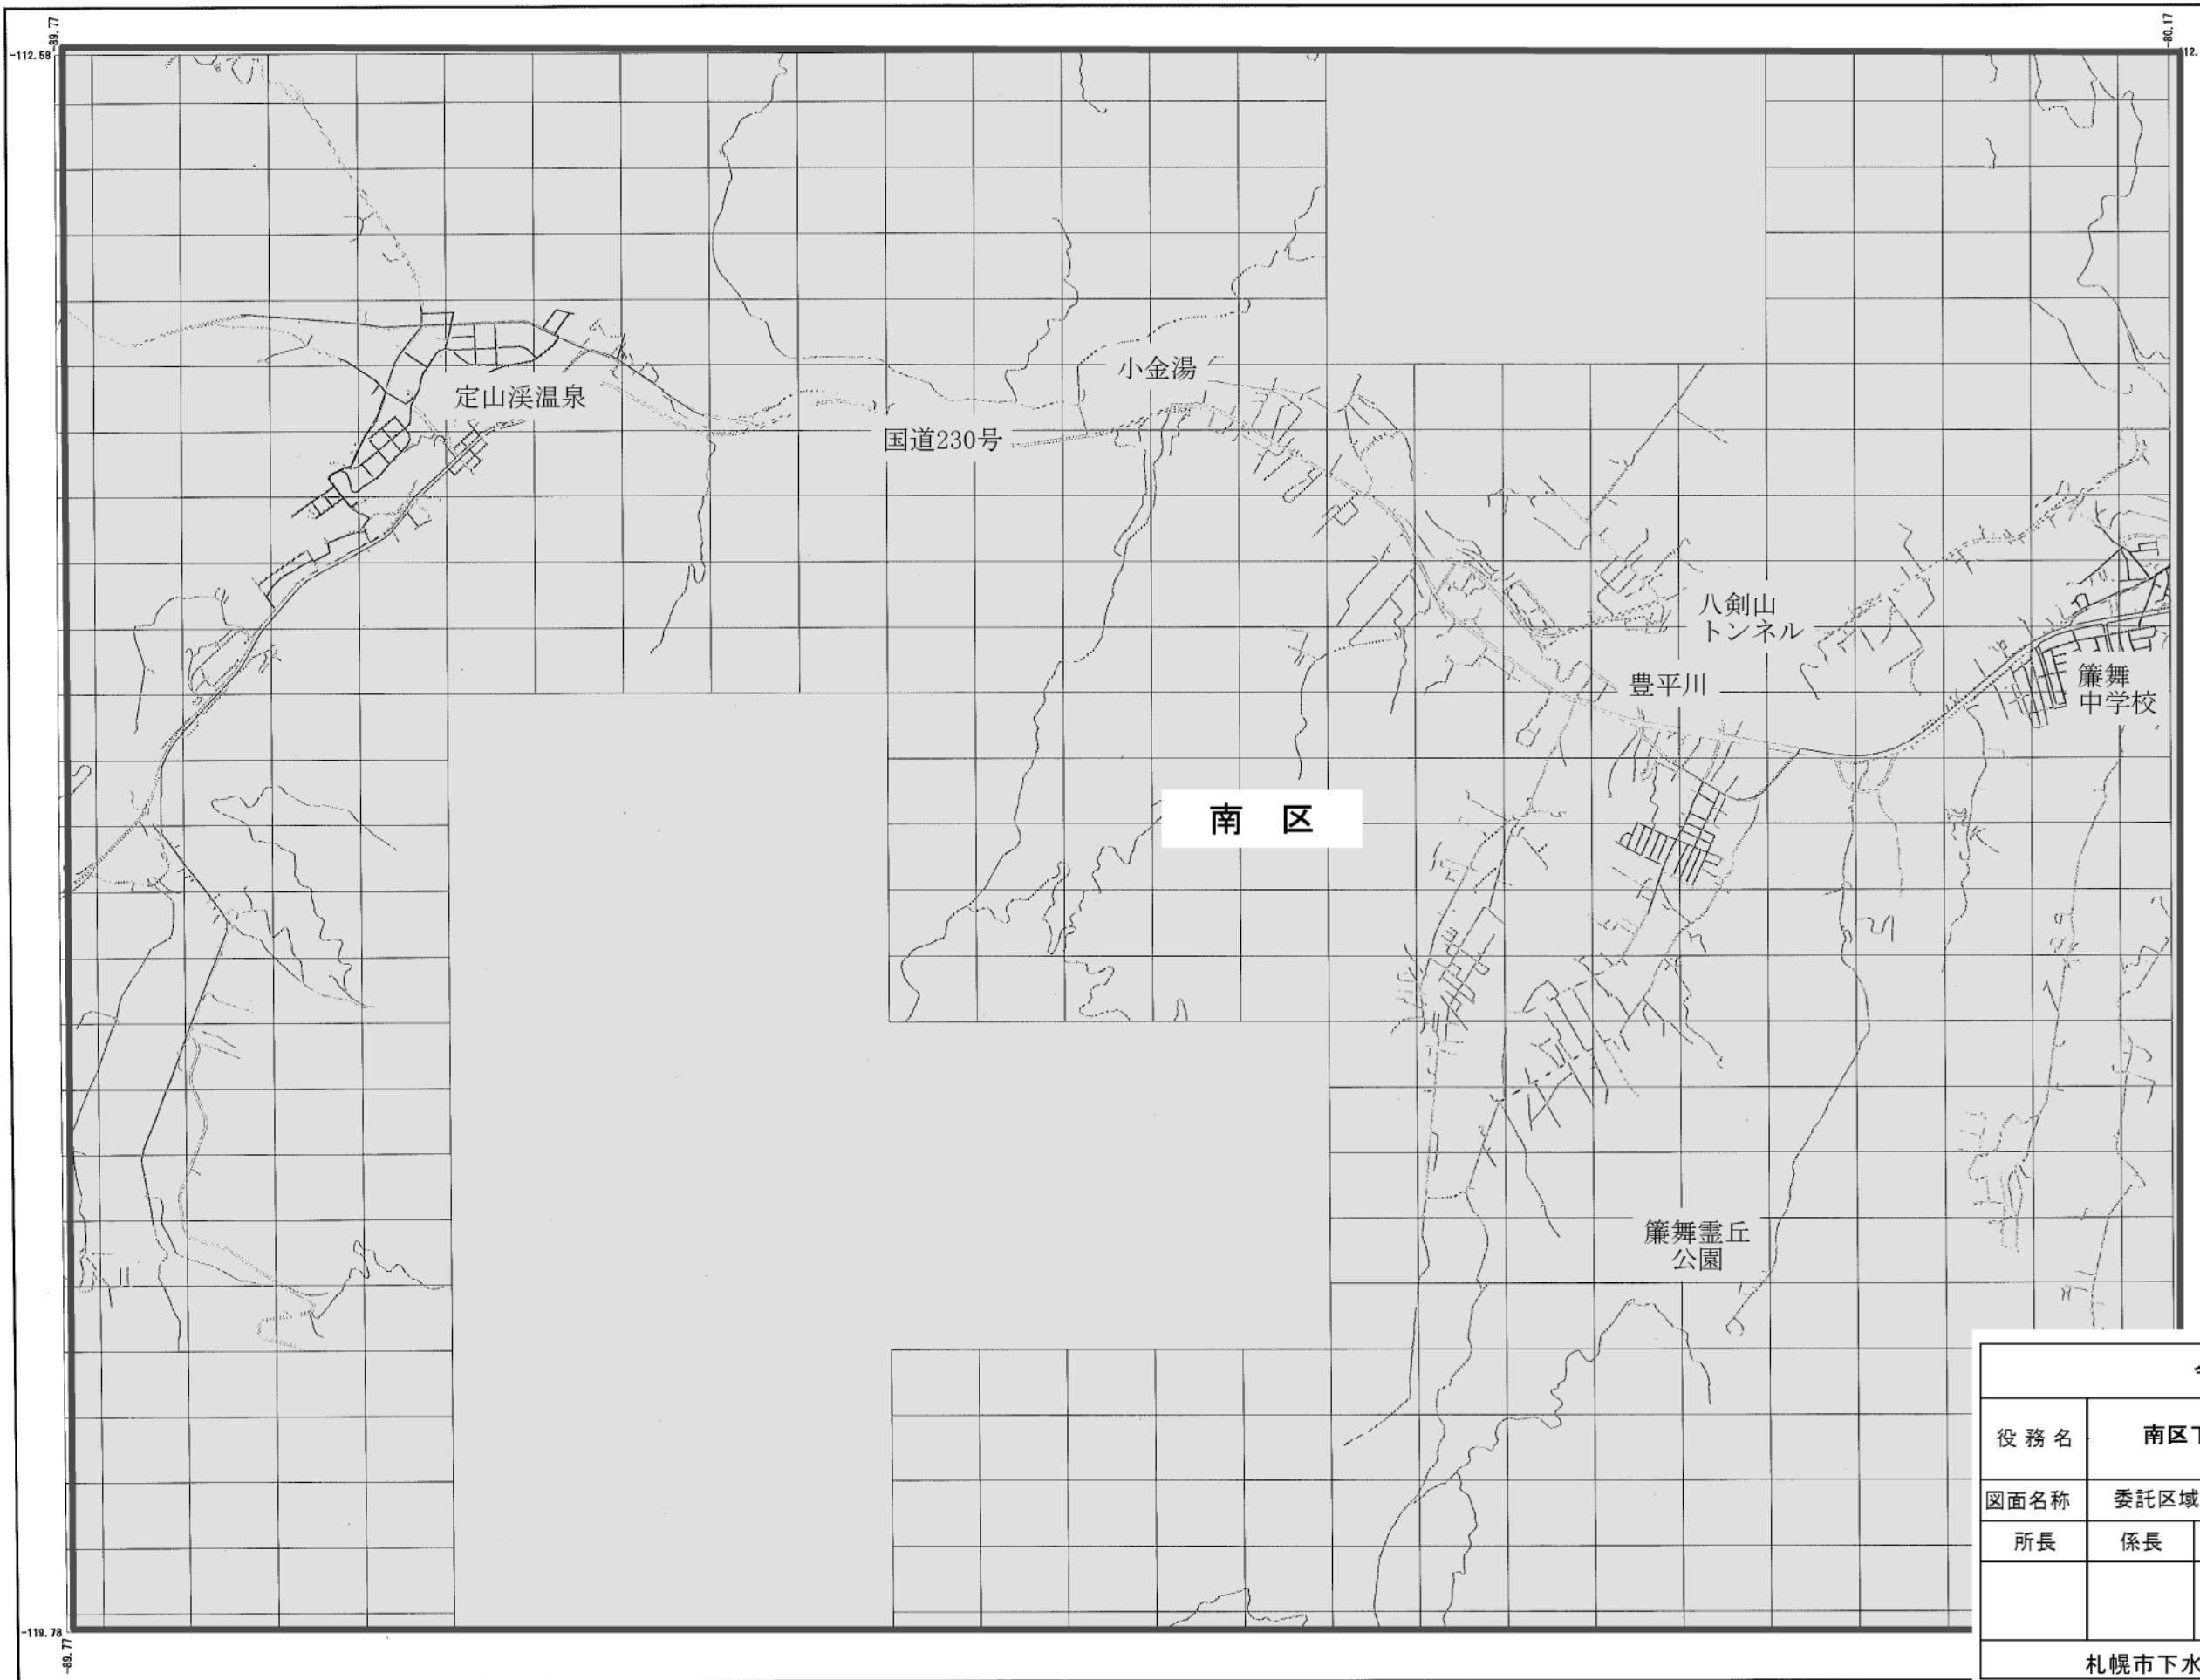 -89.77
-80.17
-112.58
12.
小金湯
定山渓温泉
国道230号
八剣山
トンネル
豊平川
簾舞
中学校
南 区
簾舞霊丘
公園
役務名 南区
図面名称 委託区域
所長 係長
札幌市下水
-119.78
-89.77